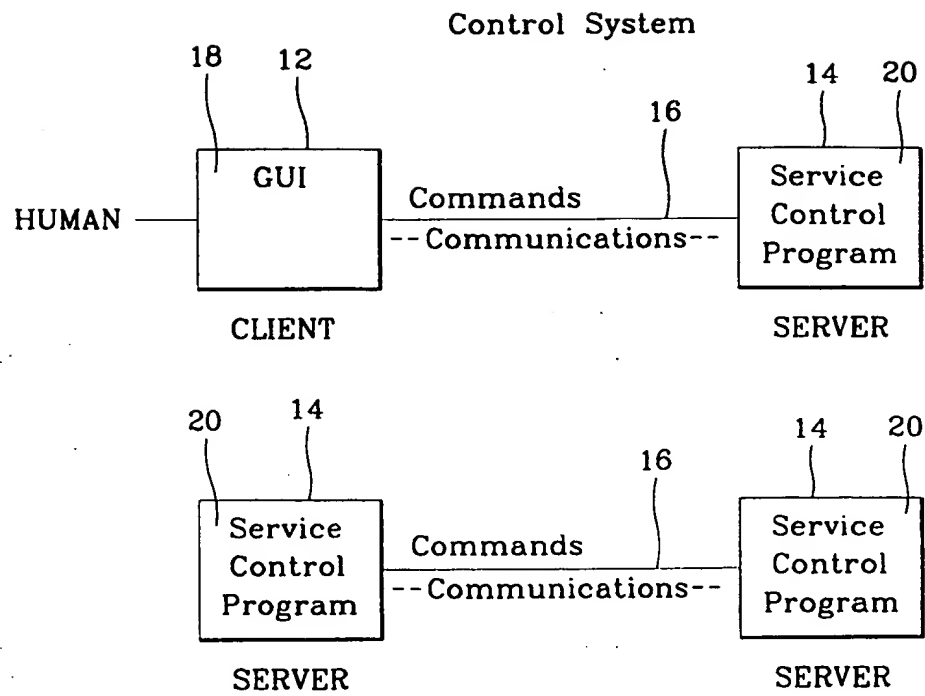 Control System
18 12 14 20
16
GUI
HUMAN
Commands
--Communications--
Service
Control
Program
CLIENT
SERVER
20 14 14 20
16
Service
Control
Program
Commands
--Communications--
Service
Control
Program
SERVER
SERVER